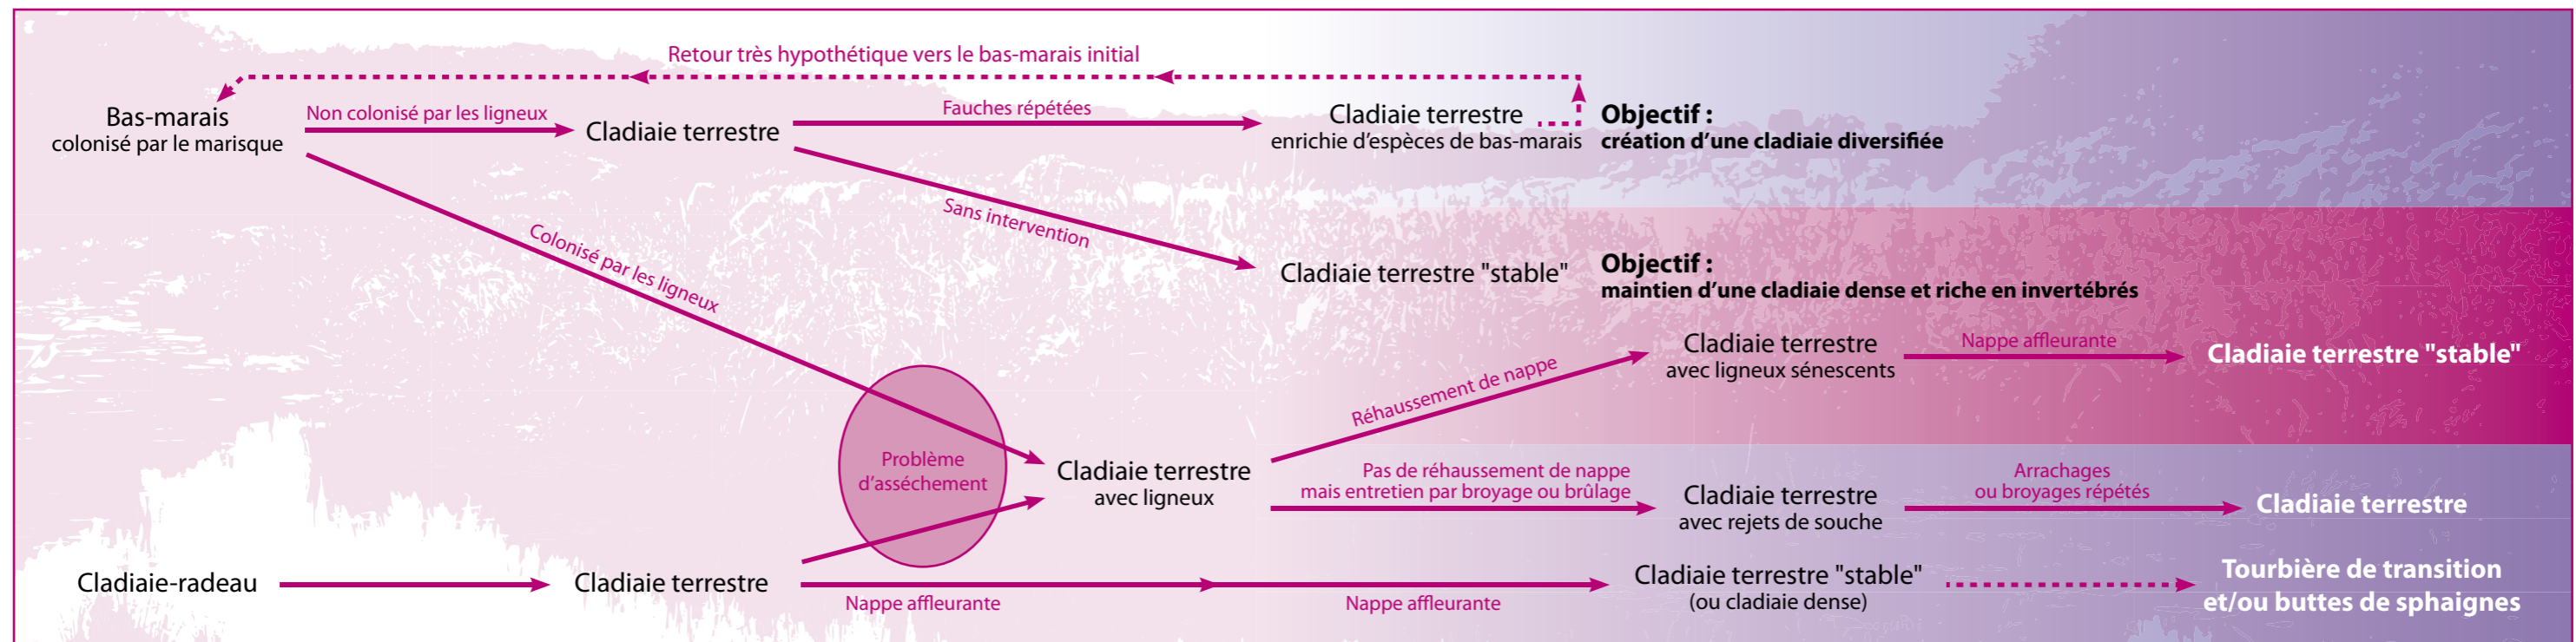 Retour très hypothétique vers le bas-marais initial
Bas-marais
colonisé par le marisque
Non colonisé par les ligneux
Cladiaie terrestre
Fauches répétées
Cladiaie terrestre
enrichie d'espèces de bas-marais
Objectif :
création d'une cladiaie diversifiée
Sans intervention
Colonisé par les ligneux
Cladiaie terrestre "stable"
Objectif :
maintien d'une cladiaie dense et riche en invertébrés
Réhaussement de nappe
Cladiaie terrestre
avec ligneux sénescents
Nappe affleurante
Cladiaie terrestre "stable"
Problème
d'asséchement
Cladiaie terrestre
avec ligneux
Pas de réhaussement de nappe
mais entretien par broyage ou brûlage
Cladiaie terrestre
avec rejets de souche
Arrachages
ou broyages répétés
Cladiaie terrestre
Cladiaie-radeau
Cladiaie terrestre
Nappe affleurante
Nappe affleurante
Cladiaie terrestre "stable"
(ou cladiaie dense)
Tourbière de transition
et/ou buttes de sphaignes